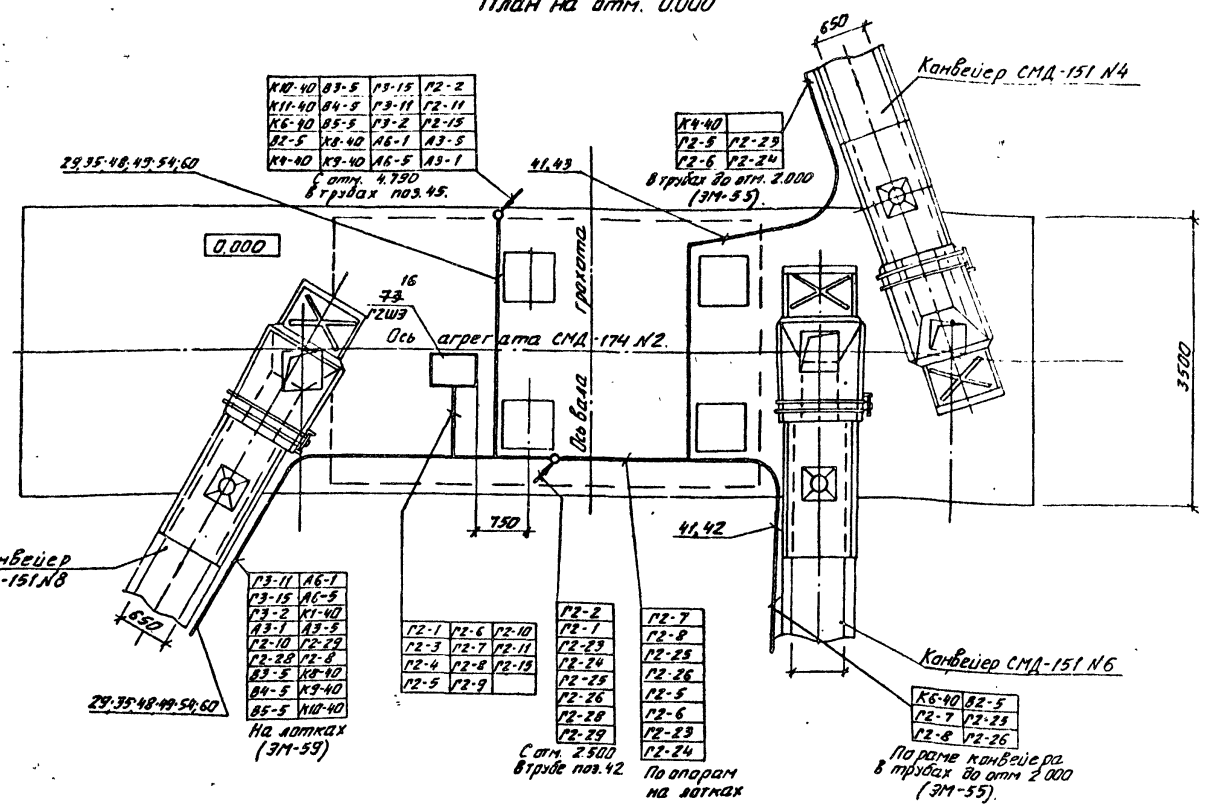 План на отм. 0.000
650
Конвейер СМД-151 N4
К10-40 В3-5 Г3-15 Г2-2
К11-40 В4-5 Г3-11 Г2-11
К6-40 В5-5 Г3-2 Г2-15
В2-5 К8-40 А6-1 А3-5
К4-40 К9-40 А6-5 А3-1
С отм. 4.790
в трубах поз. 45.
К4-40
Г2-5 Г2-23
Г2-6 Г2-24
В трубах до отм. 2.000
(ЭМ-55).
29,35·48,49·54,60
41,43
0,000
16
73
Г2ШЭ
Ось агрегата СМД-174 N2.
Ось вала грохота
3500
750
41,42
Конвейер СМД-151 N6
нвейер
-151 N8
650
29·35·48·49·54,60
Г3-11 А6-1
Г3-15 А6-5
Г3-2 К1-40
А3-1 А3-5
Г2-10 Г2-29
Г2-28 Г2-8
В3-5 К8-40
В4-5 К9-40
В5-5 К10-40
На лотках
(ЭМ-59)
Г2-1 Г2-6 Г2-10
Г2-3 Г2-7 Г2-11
Г2-4 Г2-8 Г2-15
Г2-5 Г2-9
Г2-2
Г2-1
Г2-23
Г2-24
Г2-25
Г2-26
Г2-28
Г2-29
С отм. 2.500
в трубе поз. 42
Г2-7
Г2-8
Г2-25
Г2-26
Г2-5
Г2-6
Г2-23
Г2-24
По опорам
на лотках
К6-40 В2-5
Г2-7 Г2-25
Г2-8 Г2-26
По раме конвейера
в трубах до отм 2 000
(ЭМ-55).